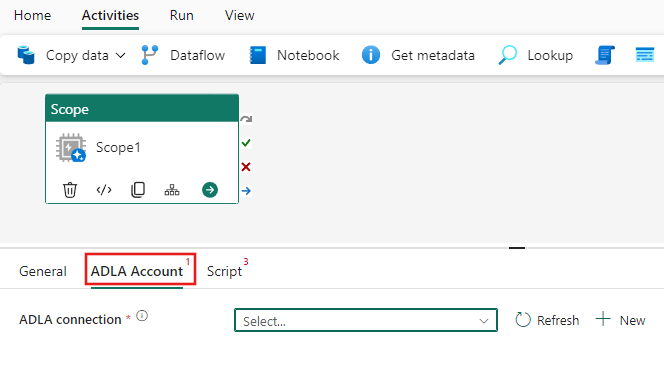 Home Activities Run View
Copy data Dataflow Notebook Get metadata Lookup
Scope
Scope1
General ADLA Account 1 Script 3
ADLA connection * Select... Refresh New